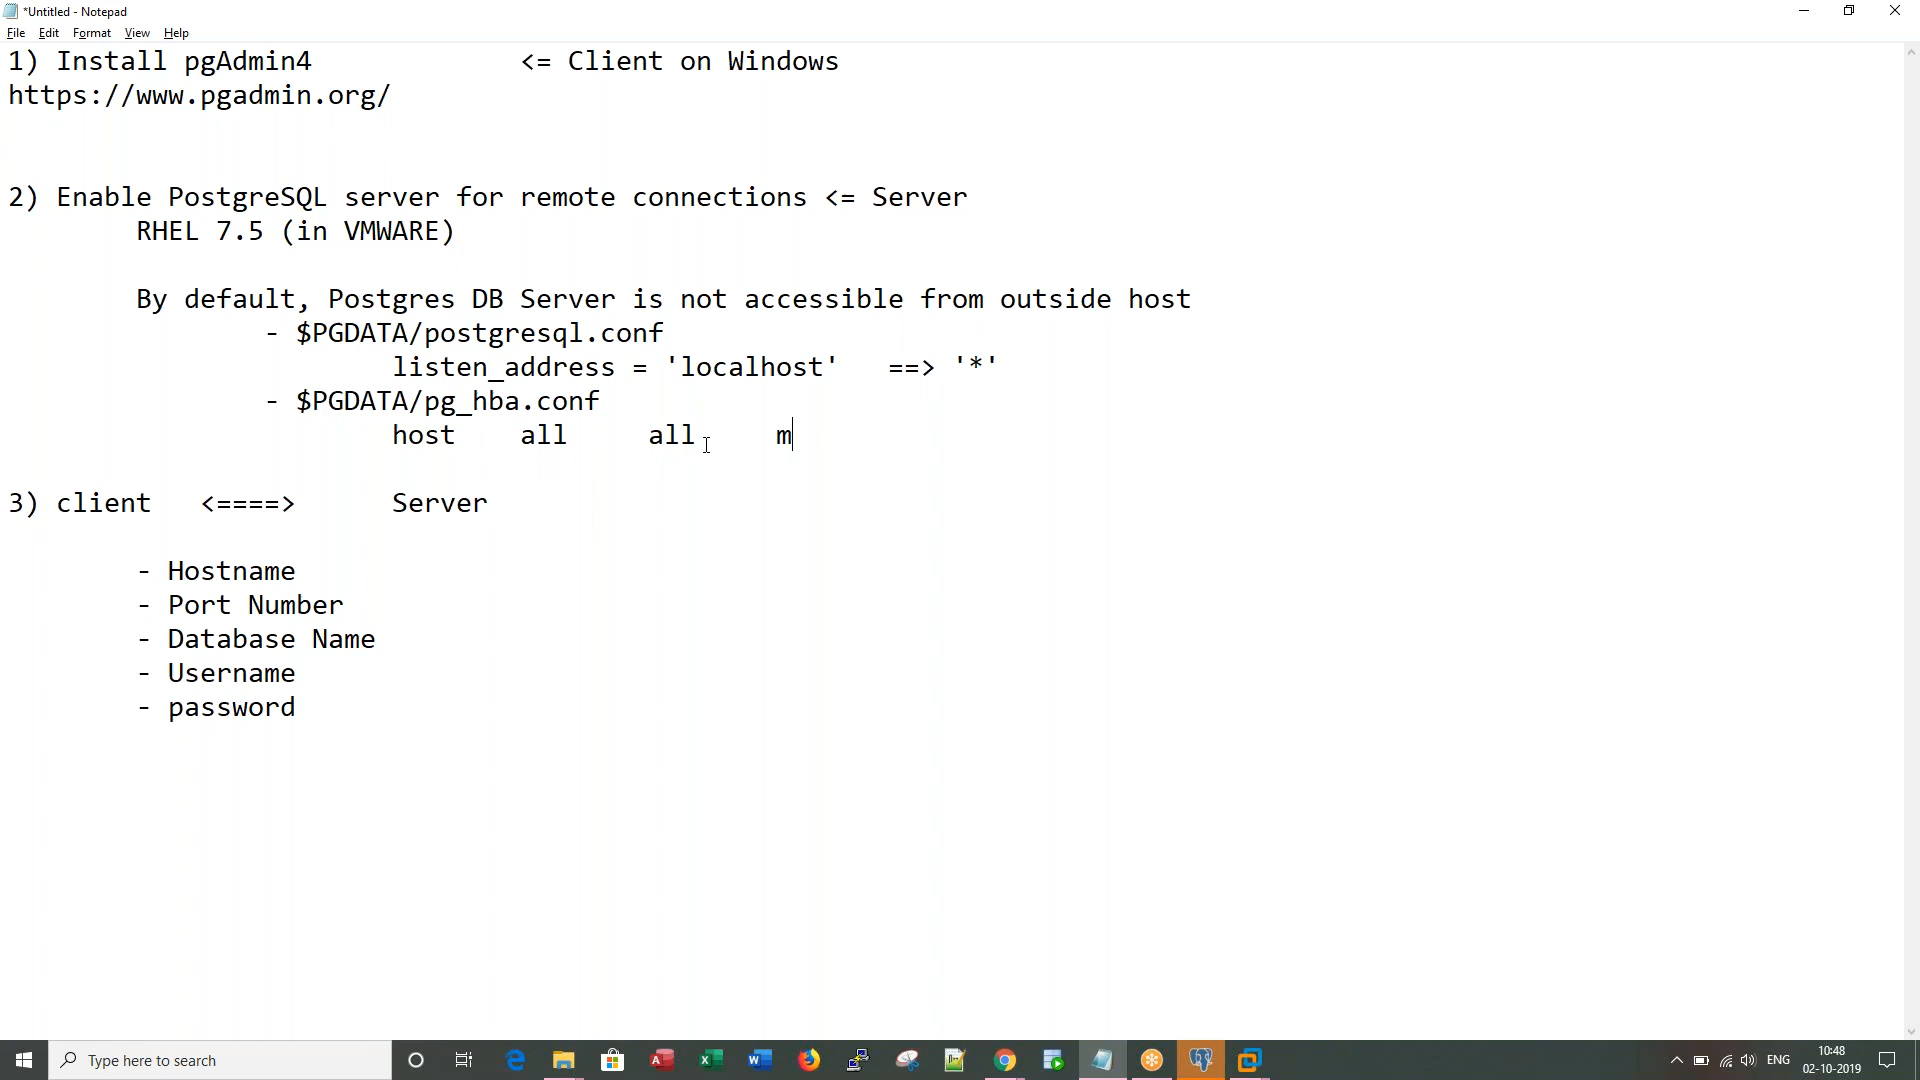 *Untitled - Notepad
File Edit Format View Help
1) Install pgAdmin4 <= Client on Windows
https://www.pgadmin.org/
2) Enable PostgreSQL server for remote connections <= Server
RHEL 7.5 (in VMWARE)
By default, Postgres DB Server is not accessible from outside host
- $PGDATA/postgresql.conf
listen_address = 'localhost' ==> '*'
- $PGDATA/pg_hba.conf
host all all m
3) client <====> Server
- Hostname
- Port Number
- Database Name
- Username
- password
Type here to search
ENG
10:48
02-10-2019